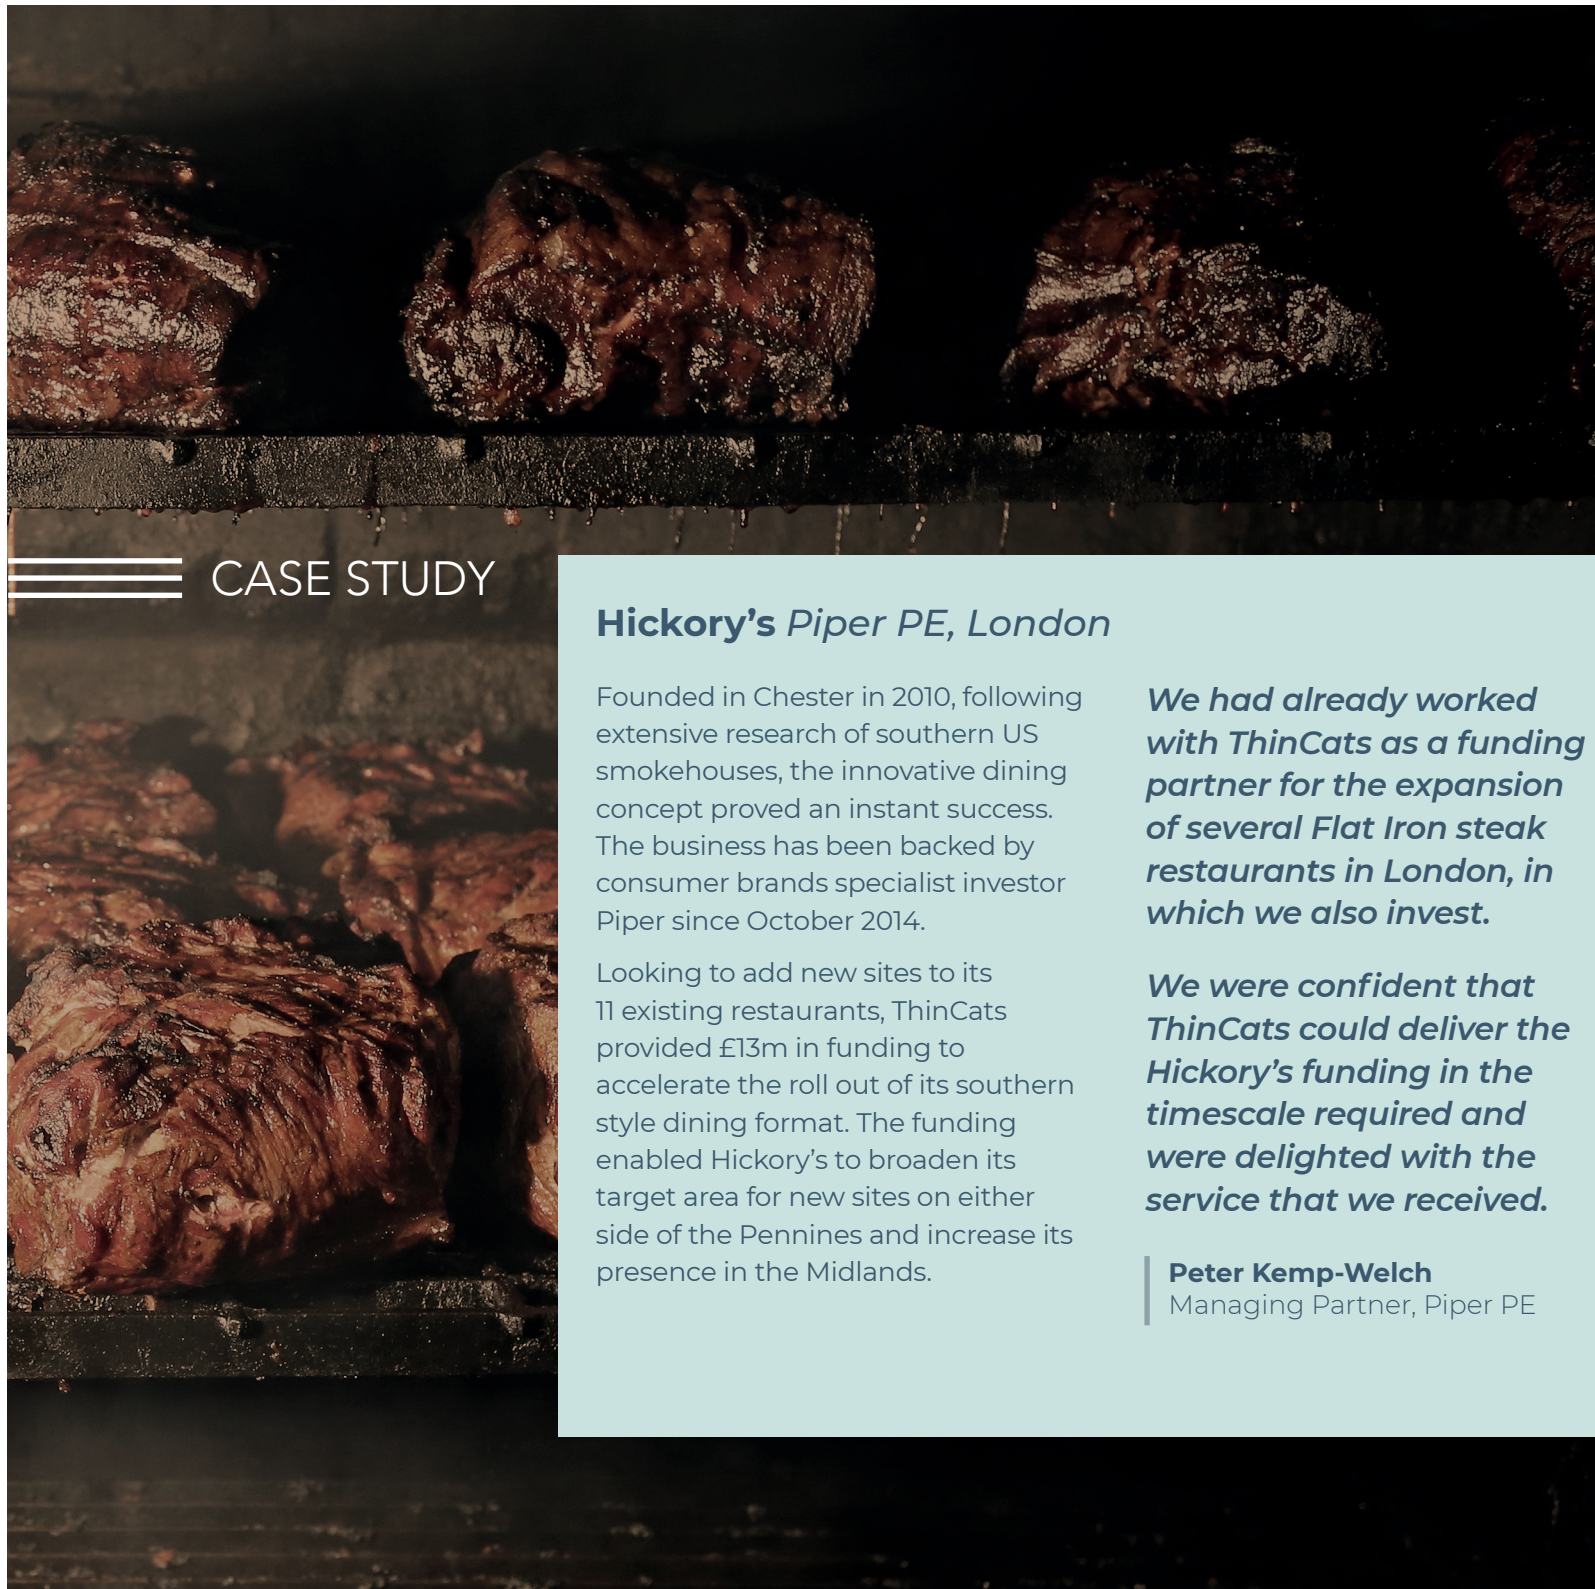 CASE STUDY
Hickory’s Piper PE, London
Founded in Chester in 2010, following
extensive research of southern US
smokehouses, the innovative dining
concept proved an instant success.
The business has been backed by
consumer brands specialist investor
Piper since October 2014.
Looking to add new sites to its
11 existing restaurants, ThinCats
provided £13m in funding to
accelerate the roll out of its southern
style dining format. The funding
enabled Hickory’s to broaden its
target area for new sites on either
side of the Pennines and increase its
presence in the Midlands.
We had already worked
with ThinCats as a funding
partner for the expansion
of several Flat Iron steak
restaurants in London, in
which we also invest.
We were confident that
ThinCats could deliver the
Hickory’s funding in the
timescale required and
were delighted with the
service that we received.
Peter Kemp-Welch
Managing Partner, Piper PE